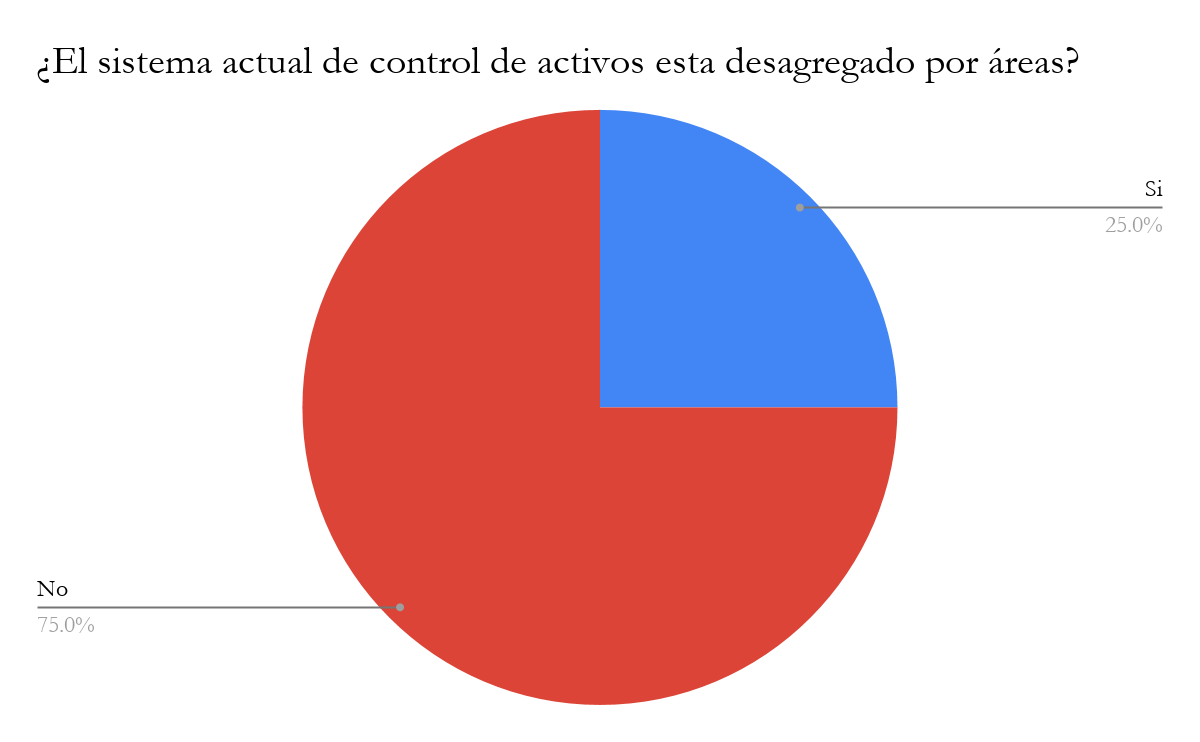 ¿El sistema actual de control de activos esta desagregado por áreas?
Si
25.0%
No
75.0%